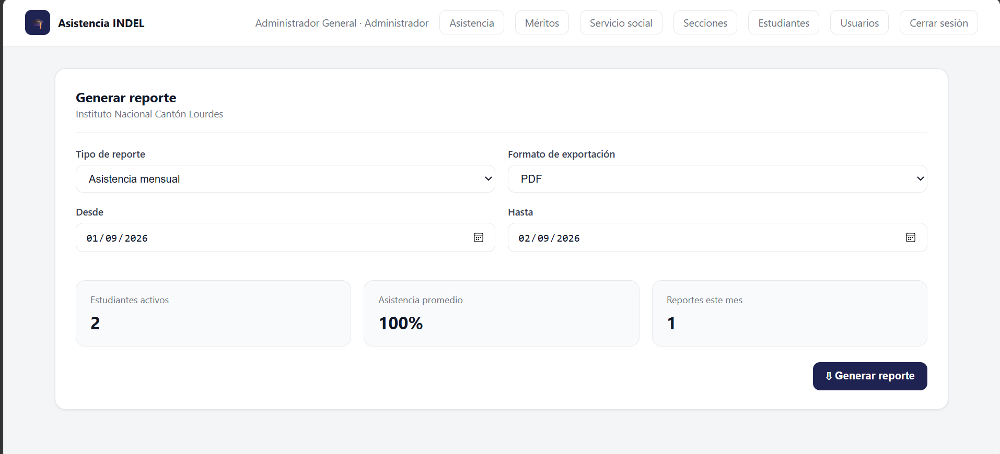 Asistencia INDEL
Administrador General · Administrador
Asistencia
Méritos
Servicio social
Secciones
Estudiantes
Usuarios
Cerrar sesión
Generar reporte
Instituto Nacional Cantón Lourdes
Tipo de reporte
Formato de exportación
Asistencia mensual
PDF
Desde
Hasta
01/09/2026
02/09/2026
Estudiantes activos
2
Asistencia promedio
100%
Reportes este mes
1
⇩ Generar reporte